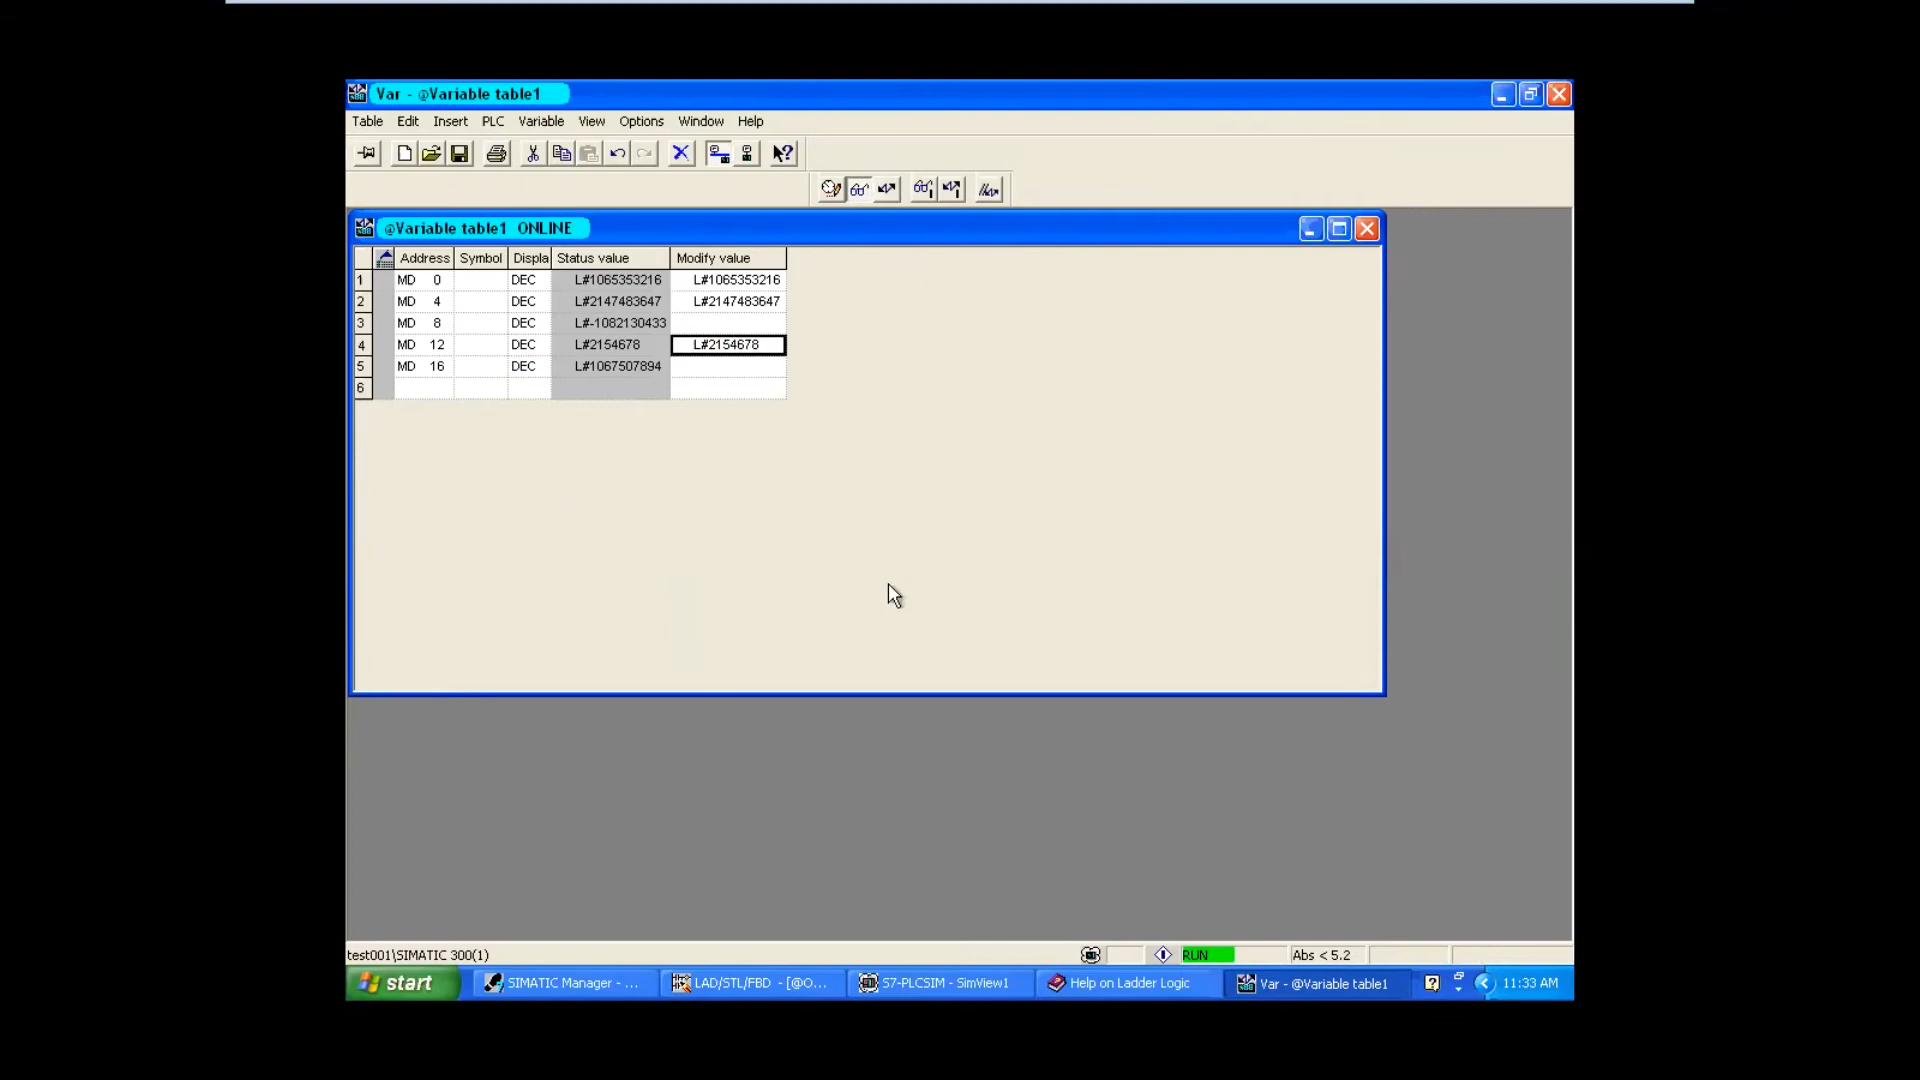 Var - @Variable table1
Table Edit Insert PLC Variable View Options Window Help
@Variable table1 ONLINE
Address Symbol Displa Status value Modify value
1 MD 0 DEC L#1065353216 L#1065353216
2 MD 4 DEC L#2147483647 L#2147483647
3 MD 8 DEC L#-1082130433
4 MD 12 DEC L#2154678 L#2154678
5 MD 16 DEC L#1067507894
6
test001\SIMATIC 300(1) RUN Abs < 5.2
start SIMATIC Manager - ... LAD/STL/FBD - [@O... S7-PLCSIM - SimView1 Help on Ladder Logic Var - @Variable table1 11:33 AM